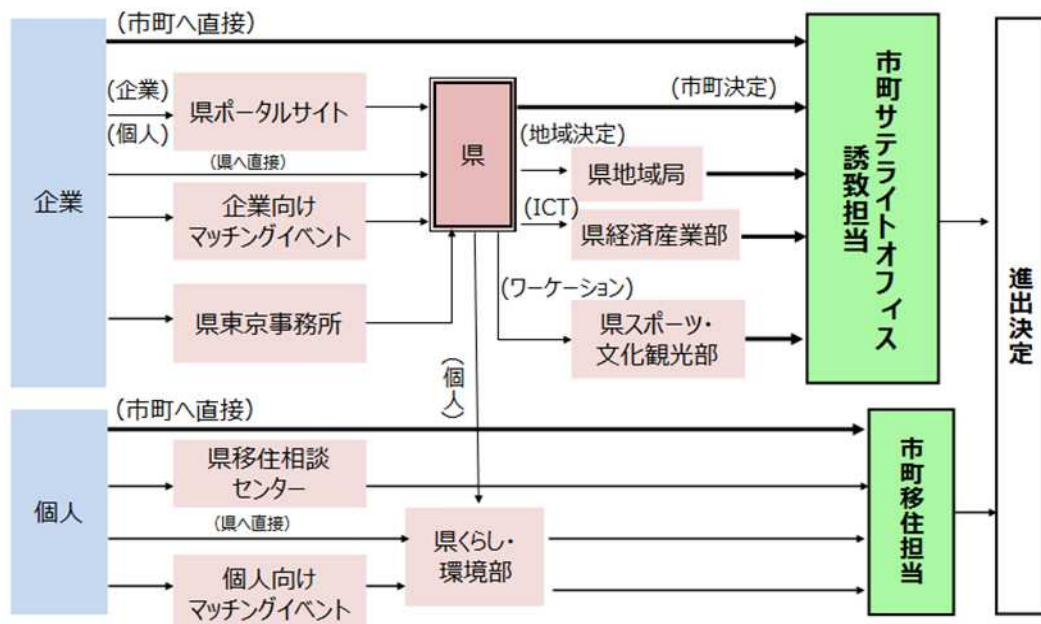 企業
(市町へ直接)
(企業)
(個人)
県ポータルサイト
(県へ直接)
企業向け
マッチングイベント
県東京事務所
県
(市町決定)
(地域決定)
県地域局
(ICT)
県経済産業部
(ワーケーション)
県スポーツ・
文化観光部
(個人)
市町サテライトオフィス
誘致担当
進出決定
個人
(市町へ直接)
県移住相談
センター
(県へ直接)
個人向け
マッチングイベント
県くらし・
環境部
市町移住担当